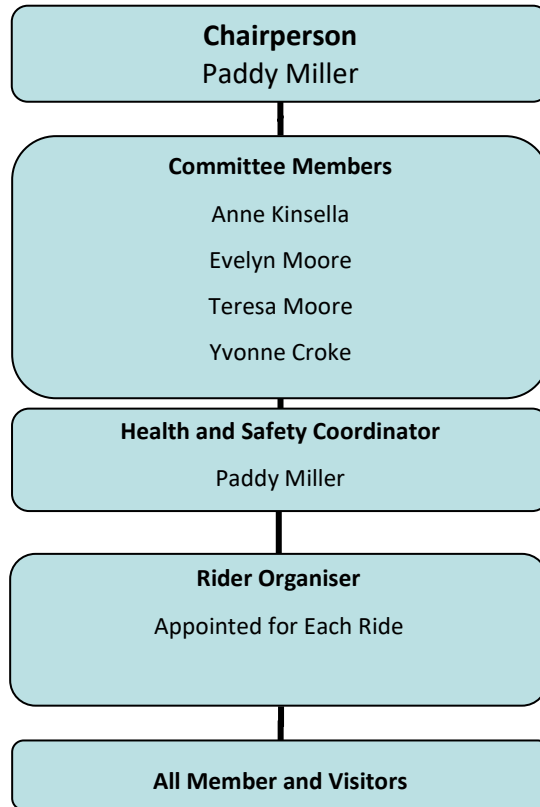 Chairperson
Paddy Miller
Committee Members
Anne Kinsella
Evelyn Moore
Teresa Moore
Yvonne Croke
Health and Safety Coordinator
Paddy Miller
Rider Organiser
Appointed for Each Ride
All Member and Visitors